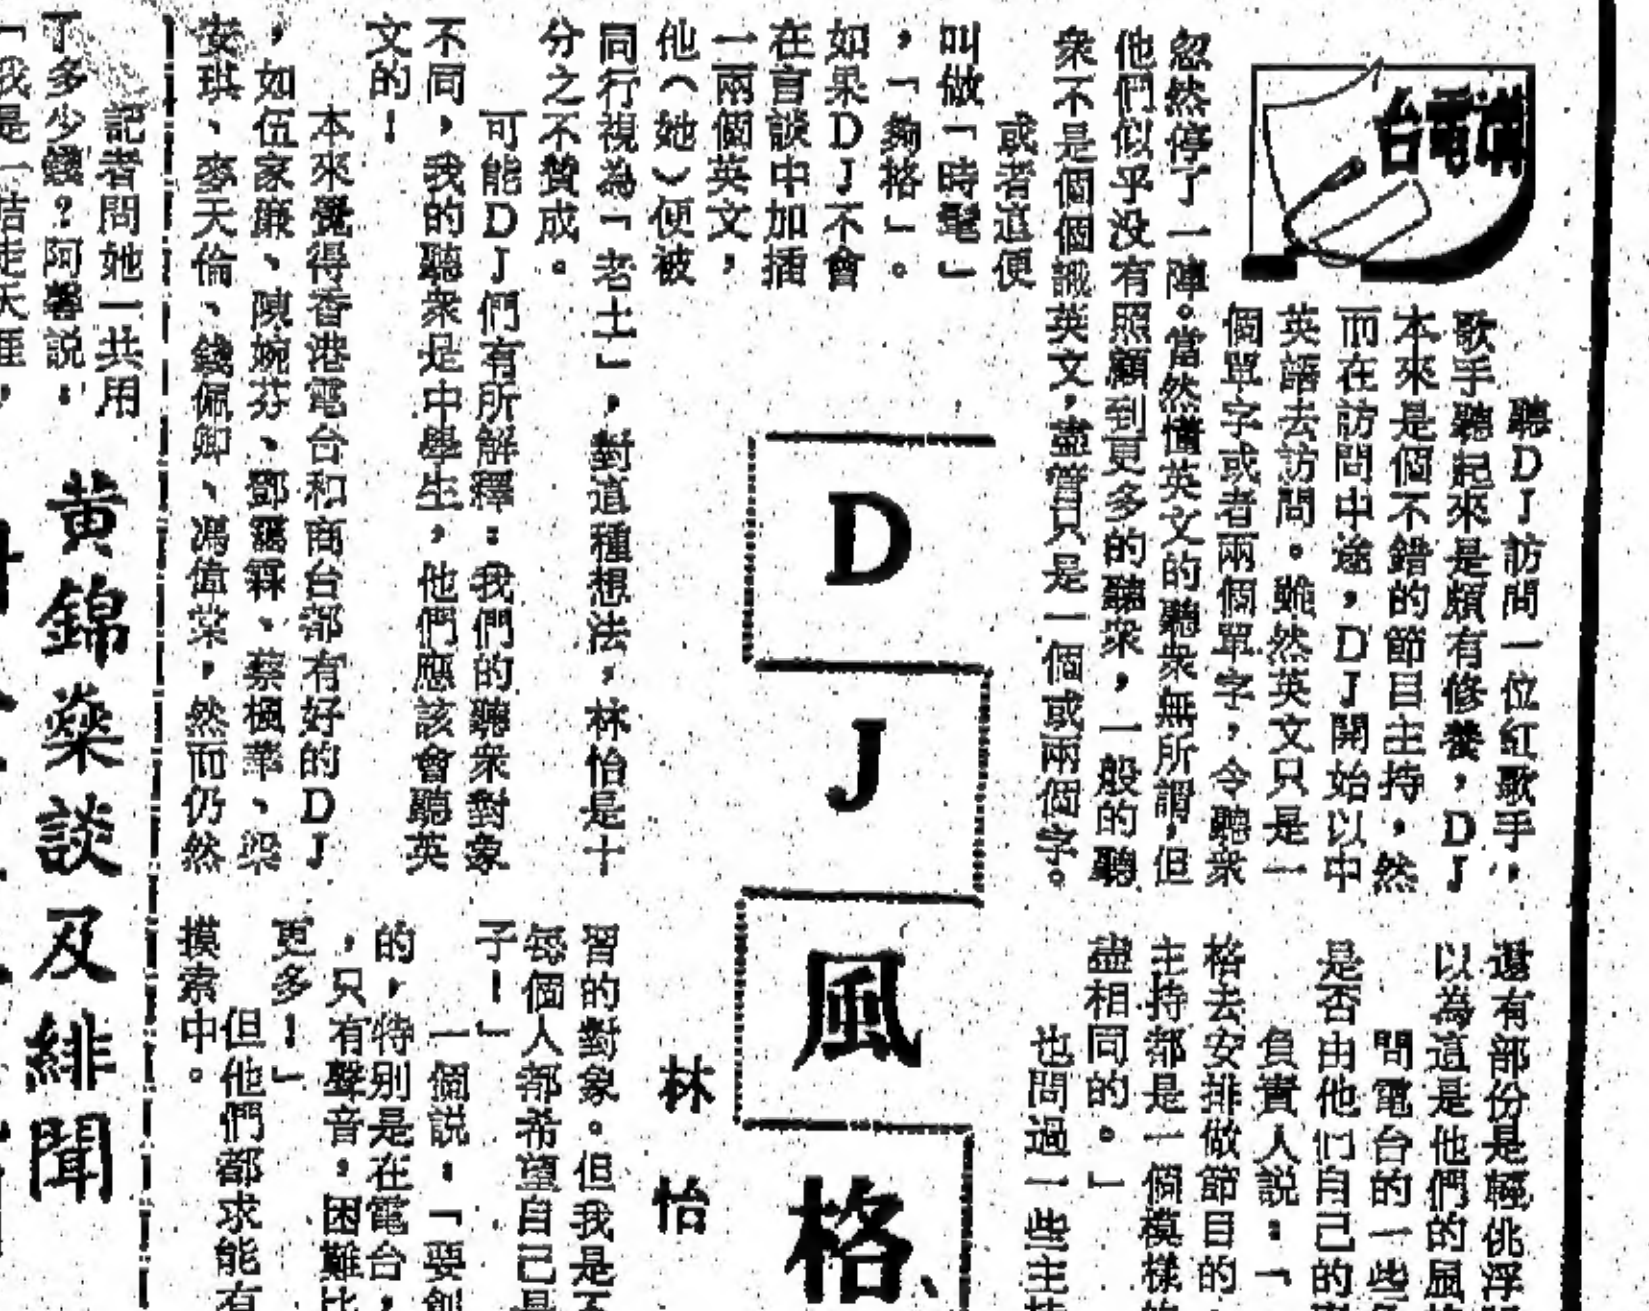 講電台
聽DJ訪問一位紅歌手，
歌手聽起來是頗有修養，DJ
本來是個不錯的節目主持，然
而在訪問中途，DJ開始以中
英語去訪問。雖然英文只是一
個單字或者兩個單字，令聽衆
忽然停了一陣。當然懂英文的聽衆無所謂，但
他們似乎没有照顧到更多的聽衆，一般的聽
衆不是個個識英文，盡管只是一個或兩個字。
或者這便
叫做「時髦」
，「夠格」。
如果DJ不會
在言談中加插
一兩個英文，
他（她）便被
同行視為「老土」，對這種想法，林怡是十
分之不贊成。
可能DJ們有所解釋：我們的聽衆對象
不同，我的聽衆是中學生，他們應該會聽英
文的！
本來覺得香港電台和商台都有好的DJ
，如伍家廉、陳婉芬、鄧靄霖、蔡楓華、梁
安琪、麥天倫、錢佩卿、馮偉棠，然而仍然
DJ風格、
林怡
還有部份是輕佻浮
以為這是他們的風
問電台的一些
是否由他们自己的
負責人説：「
格去安排做節目的
主持都是一個模樣
盡相同的。」
也問過一些主持
習的對象。但我是不
每個人都希望自己是
子！」
一個説：「要創
的，特别是在電台，
，只有聲音，困難比
更多！」
但他們都求能有
摸索中。
記者問她一共用
了多少錢？阿馨説：
「我是一估走天涯，
黄錦燊談及緋聞